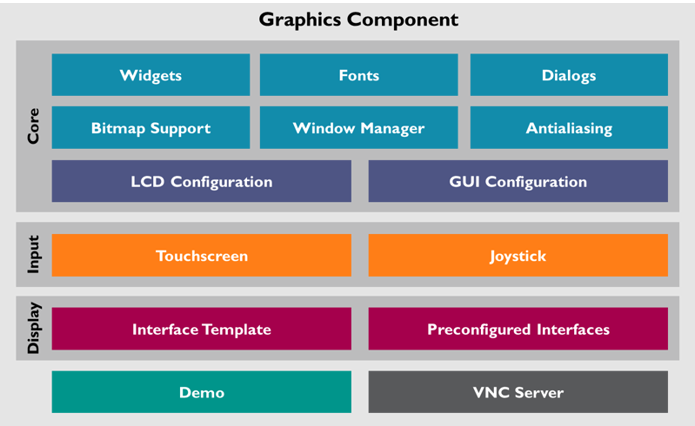 Graphics Component
Core
Widgets
Fonts
Dialogs
Bitmap Support
Window Manager
Antialiasing
LCD Configuration
GUI Configuration
Input
Touchscreen
Joystick
Display
Interface Template
Preconfigured Interfaces
Demo
VNC Server